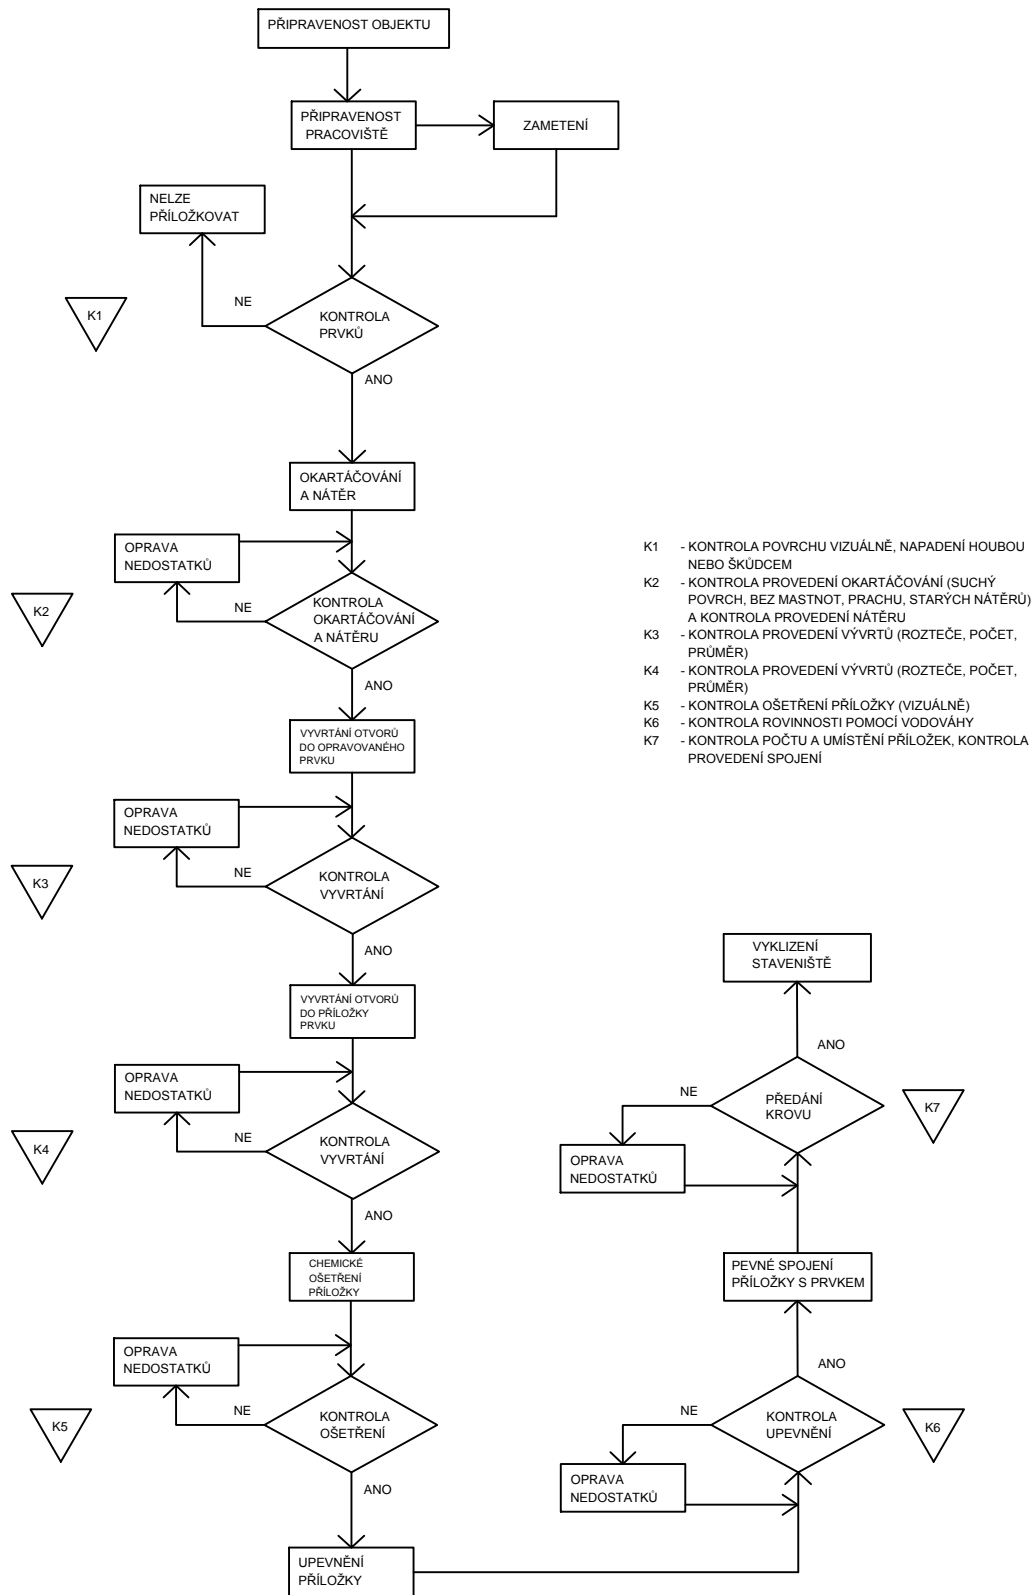 PŘIPRAVENOST OBJEKTU
PŘIPRAVENOST
PRACOVIŠTĚ
ZAMETENÍ
NELZE
PŘÍLOŽKOVAT
K1
NE
KONTROLA
PRVKŮ
ANO
OKARTÁČOVÁNÍ
A NÁTĚR
OPRAVA
NEDOSTATKŮ
K2
NE
KONTROLA
OKARTÁČOVÁNÍ
A NÁTĚRU
ANO
VYVRTÁNÍ OTVORŮ
DO OPRAVOVANÉHO
PRVKU
OPRAVA
NEDOSTATKŮ
K3
NE
KONTROLA
VYVRTÁNÍ
ANO
VYVRTÁNÍ OTVORŮ
DO PŘÍLOŽKY
PRVKU
OPRAVA
NEDOSTATKŮ
K4
NE
KONTROLA
VYVRTÁNÍ
ANO
CHEMICKÉ
OŠETŘENÍ
PŘÍLOŽKY
OPRAVA
NEDOSTATKŮ
K5
NE
KONTROLA
OŠETŘENÍ
ANO
UPEVNĚNÍ
PŘÍLOŽKY
K1 - KONTROLA POVRCHU VIZUÁLNĚ, NAPADENÍ HOUBOU
NEBO ŠKŮDCEM
K2 - KONTROLA PROVEDENÍ OKARTÁČOVÁNÍ (SUCHÝ
POVRCH, BEZ MASTNOT, PRACHU, STARÝCH NÁTĚRŮ)
A KONTROLA PROVEDENÍ NÁTĚRU
K3 - KONTROLA PROVEDENÍ VÝVRTŮ (ROZTEČE, POČET,
PRŮMĚR)
K4 - KONTROLA PROVEDENÍ VÝVRTŮ (ROZTEČE, POČET,
PRŮMĚR)
K5 - KONTROLA OŠETŘENÍ PŘÍLOŽKY (VIZUÁLNĚ)
K6 - KONTROLA ROVINNOSTI POMOCÍ VODOVÁHY
K7 - KONTROLA POČTU A UMÍSTĚNÍ PŘÍLOŽEK, KONTROLA
PROVEDENÍ SPOJENÍ
VYKLIZENÍ
STAVENIŠTĚ
ANO
NE
PŘEDÁNÍ
KROVU
K7
OPRAVA
NEDOSTATKŮ
PEVNÉ SPOJENÍ
PŘÍLOŽKY S PRVKEM
ANO
NE
KONTROLA
UPEVNĚNÍ
K6
OPRAVA
NEDOSTATKŮ